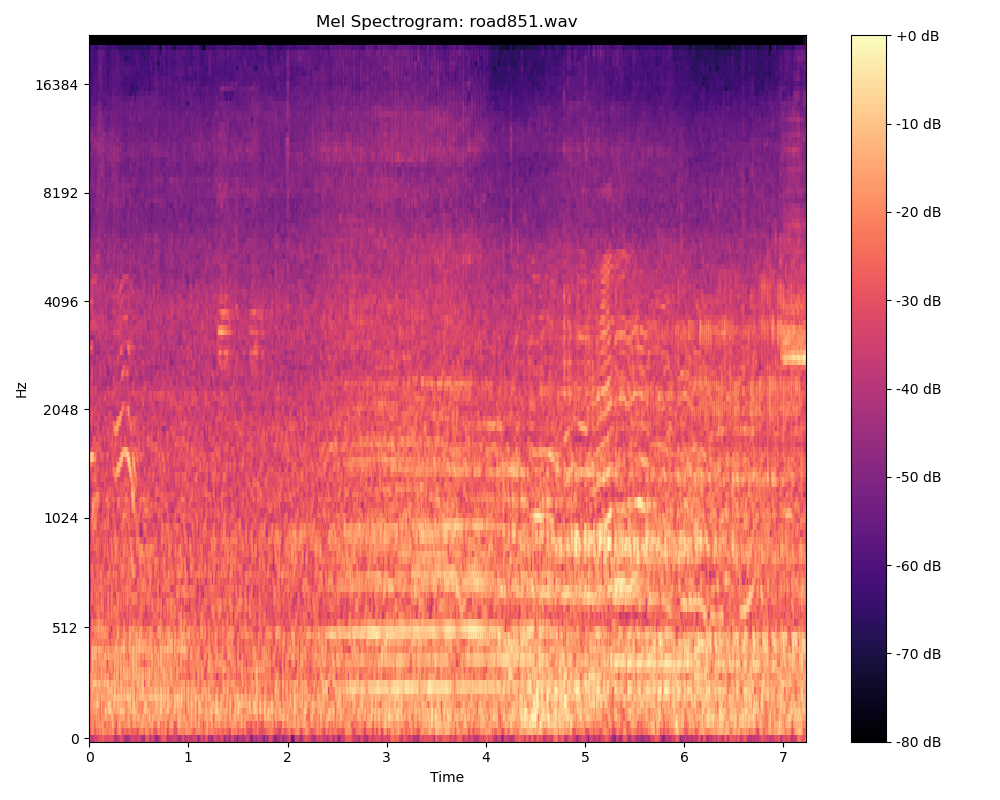 Mel Spectrogram: road851.wav
Hz
16384
8192
4096
2048
1024
512
0
0 1 2 3 4 5 6 7
Time
+0 dB
-10 dB
-20 dB
-30 dB
-40 dB
-50 dB
-60 dB
-70 dB
-80 dB